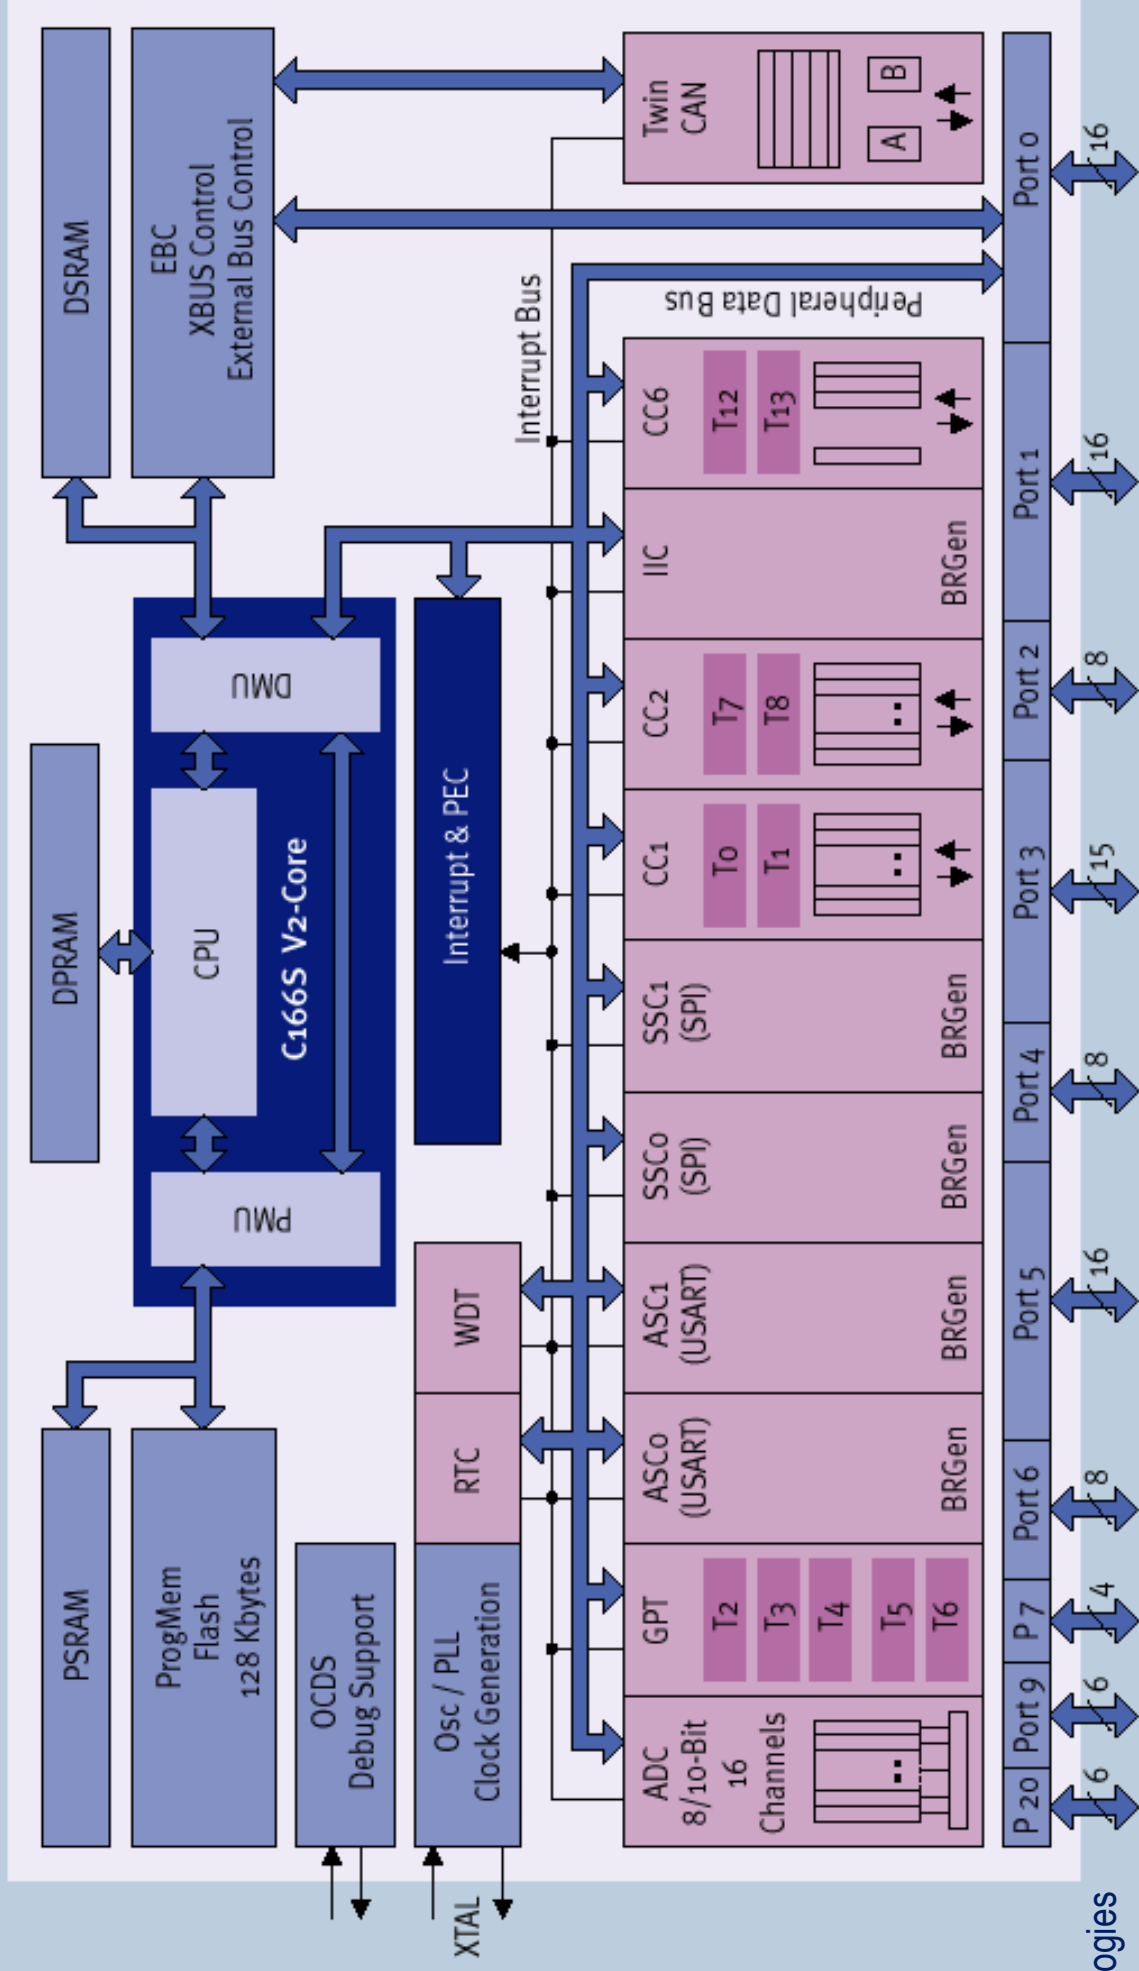 PSRAM
DPRAM
DSRAM
ProgMem
Flash
128 Kbytes
PMU
CPU
DMU
C166S V2-Core
EBC
XBUS Control
External Bus Control
OCDS
Debug Support
Osc / PLL
Clock Generation
XTAL
RTC
WDT
Interrupt & PEC
Interrupt Bus
Peripheral Data Bus
ADC
8/10-Bit
16
Channels
GPT
T2
T3
T4
T5
T6
ASC0
(USART)
BRGen
ASC1
(USART)
BRGen
SSC0
(SPI)
BRGen
SSC1
(SPI)
BRGen
CC1
T0
T1
CC2
T7
T8
IIC
BRGen
CC6
T12
T13
Twin
CAN
A
B
P 20
Port 9
P 7
Port 6
Port 5
Port 4
Port 3
Port 2
Port 1
Port 0
6
6
4
8
16
8
15
8
16
16
ogies